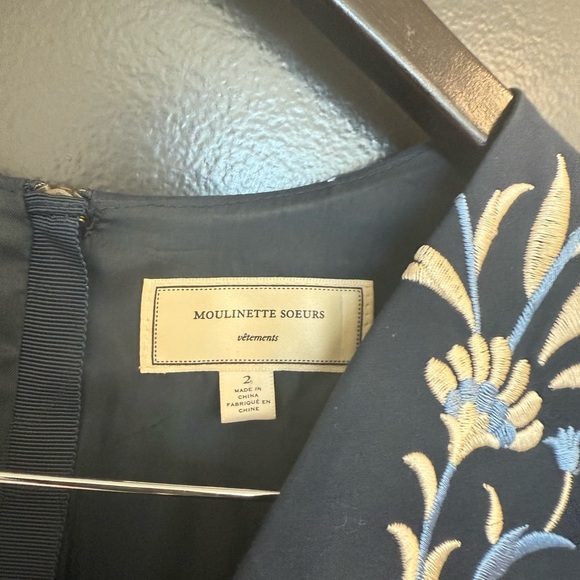 MOULINETTE SOEURS
vêtements
2
MADE IN
CHINA
FABRIQUÉ EN
CHINE